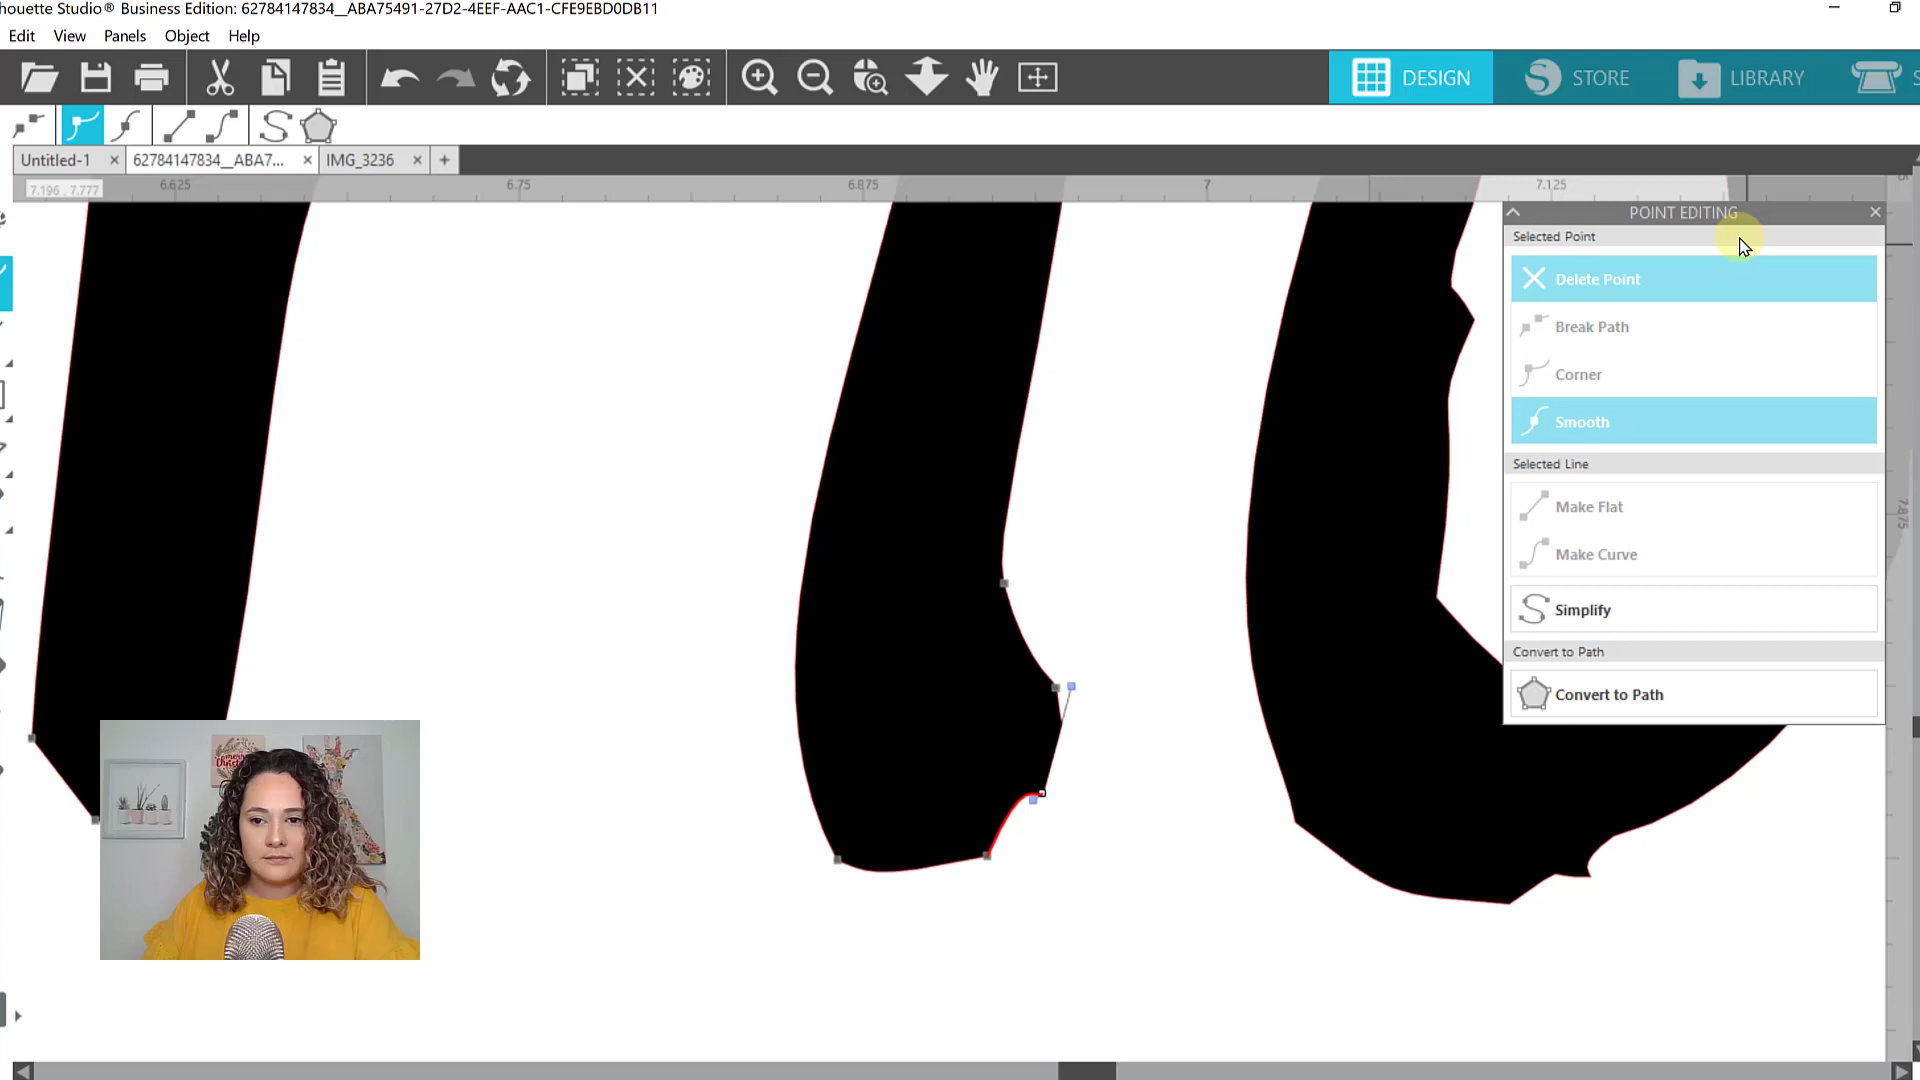 houette Studio® Business Edition: 62784147834__ABA75491-27D2-4EEF-AAC1-CFE9EBD0DB11
Edit View Panels Object Help
DESIGN STORE LIBRARY S
Untitled-1 × 62784147834__ABA7... × IMG_3236 × +
7.196 , 7.777 6.625 6.75 6.875 7 7.125
POINT EDITING
Selected Point
Delete Point
Break Path
Corner
Smooth
Selected Line
Make Flat
Make Curve
7.875
Simplify
Convert to Path
Convert to Path